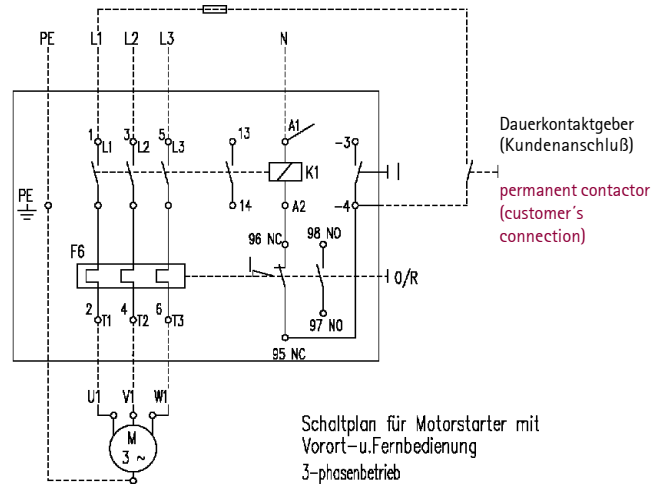 PE L1 L2 L3 N
1 3 5 13 A1 -3
L1 L2 L3
K1 I
PE 14 A2 -4
Dauerkontaktgeber
(Kundenanschluß)
permanent contactor
(customer´s
connection)
96 NC 98 NO
F6
O/R
2 4 6
T1 T2 T3
97 NO
95 NC
U1 V1 W1
M
3 ~
Schaltplan für Motorstarter mit
Vorort-u.Fernbedienung
3-phasenbetrieb